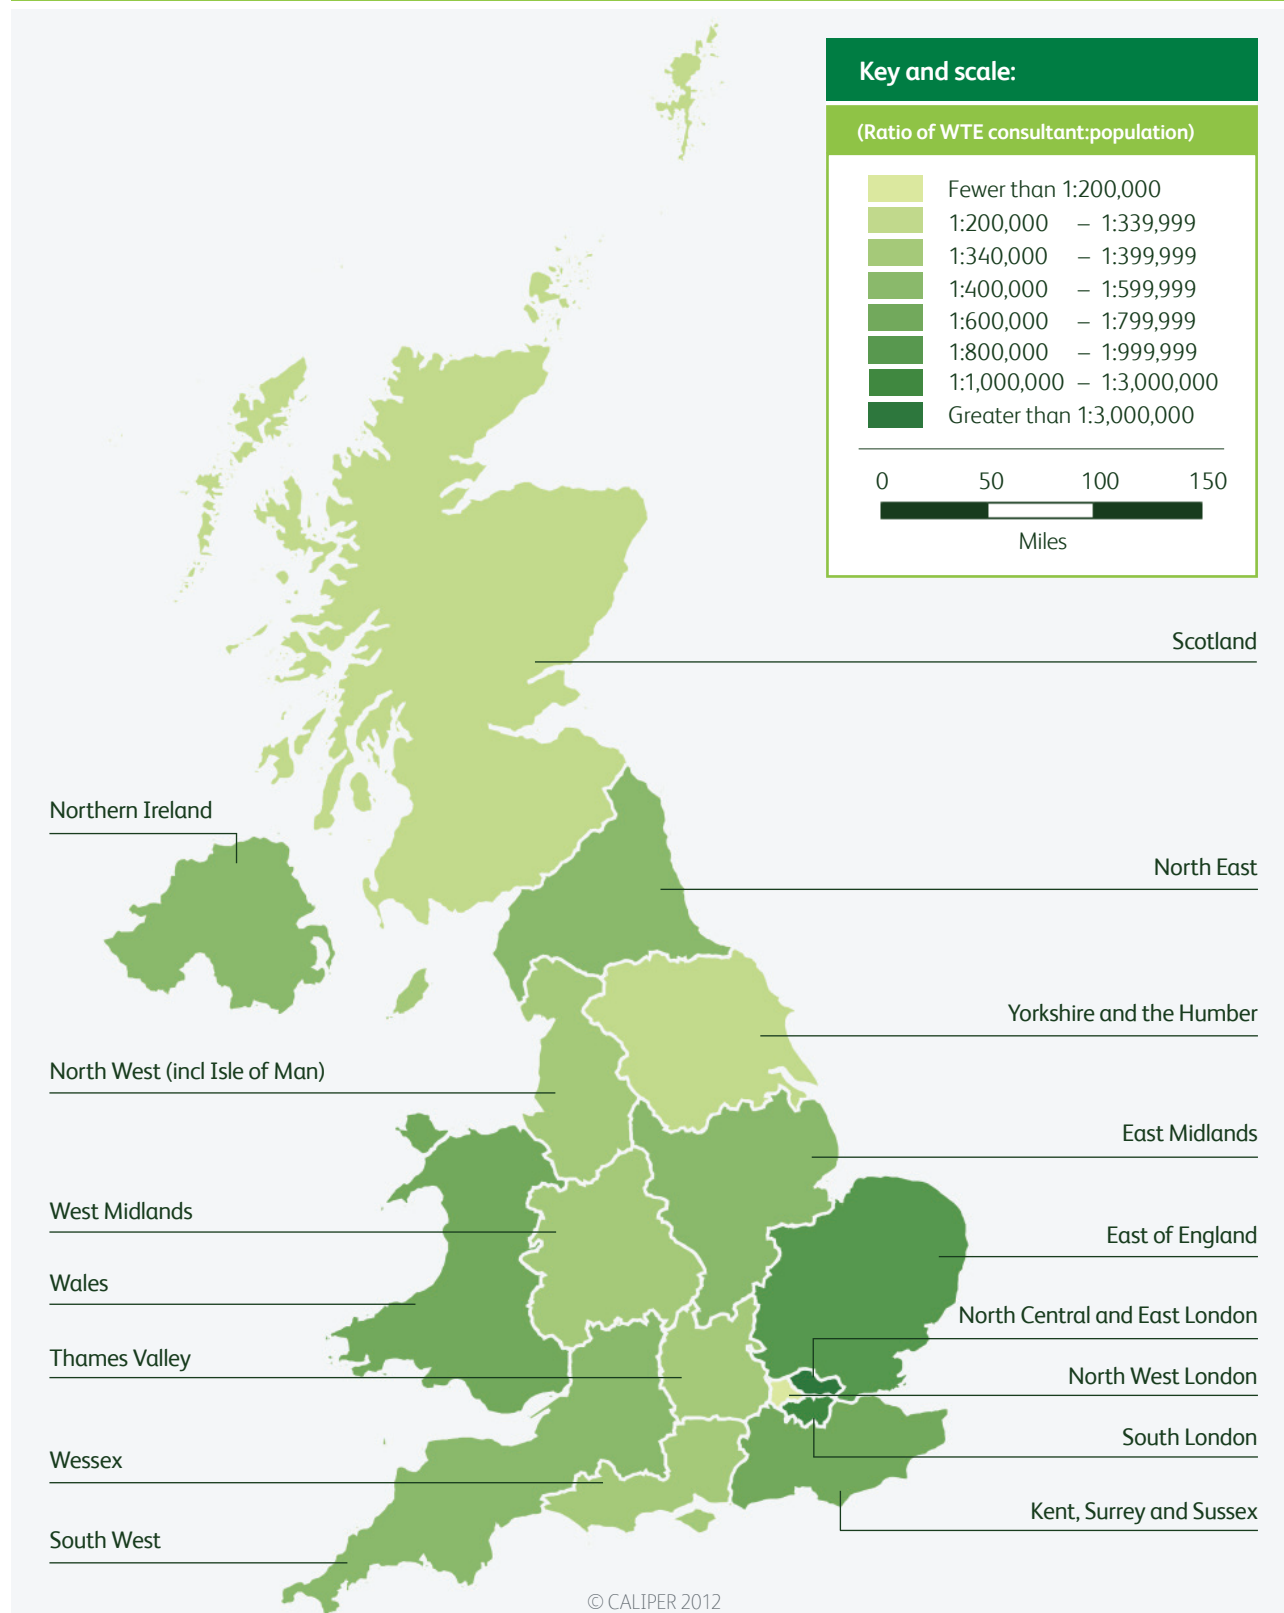 Key and scale:
(Ratio of WTE consultant:population)
Fewer than 1:200,000
1:200,000 – 1:339,999
1:340,000 – 1:399,999
1:400,000 – 1:599,999
1:600,000 – 1:799,999
1:800,000 – 1:999,999
1:1,000,000 – 1:3,000,000
Greater than 1:3,000,000
0 50 100 150
Miles
Scotland
Northern Ireland
North East
Yorkshire and the Humber
North West (incl Isle of Man)
East Midlands
West Midlands
East of England
Wales
North Central and East London
Thames Valley
North West London
South London
Wessex
Kent, Surrey and Sussex
South West
© CALIPER 2012